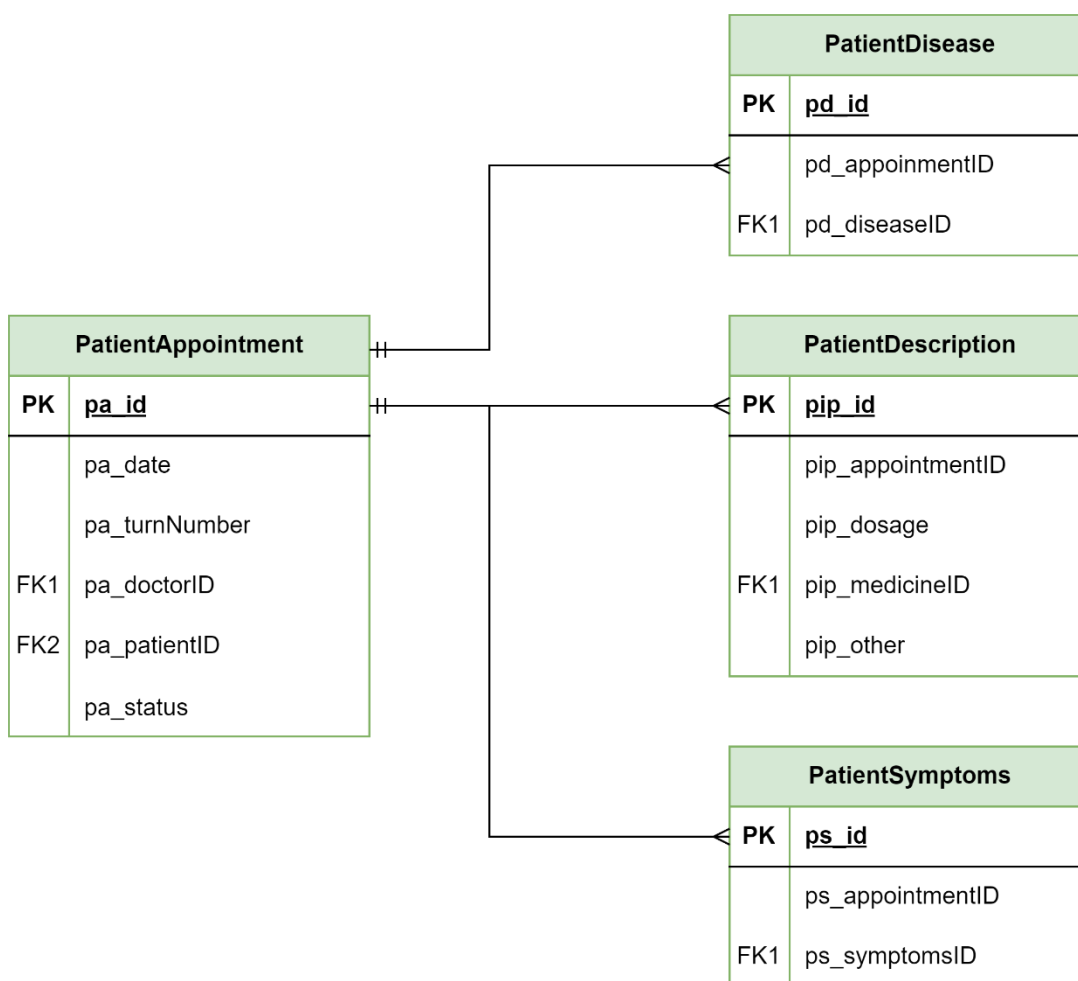 PatientDisease
PK pd_id
pd_appoinmentID
FK1 pd_diseaseID
PatientAppointment
PK pa_id
pa_date
pa_turnNumber
FK1 pa_doctorID
FK2 pa_patientID
pa_status
PatientDescription
PK pip_id
pip_appointmentID
pip_dosage
FK1 pip_medicineID
pip_other
PatientSymptoms
PK ps_id
ps_appointmentID
FK1 ps_symptomsID